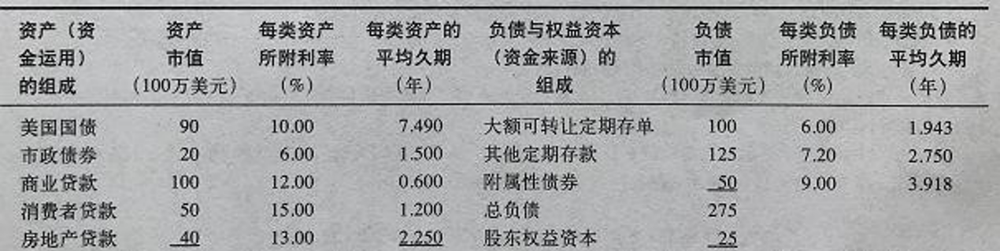 资产（资 资产 每类资产 每类资产的 负债与权益资本 负债 每类负债 每类负债的
金运用） 市值 所附利率 平均久期 （资金来源）的 市值 所附利率 平均久期
的组成 （100万美元） （%） （年） 组成 （100万美元） （%） （年）
美国国债 90 10.00 7.490 大额可转让定期存单 100 6.00 1.943
市政债券 20 6.00 1.500 其他定期存款 125 7.20 2.750
商业贷款 100 12.00 0.600 附属性债券 50 9.00 3.918
消费者贷款 50 15.00 1.200 总负债 275
房地产贷款 40 13.00 2.250 股东权益资本 25